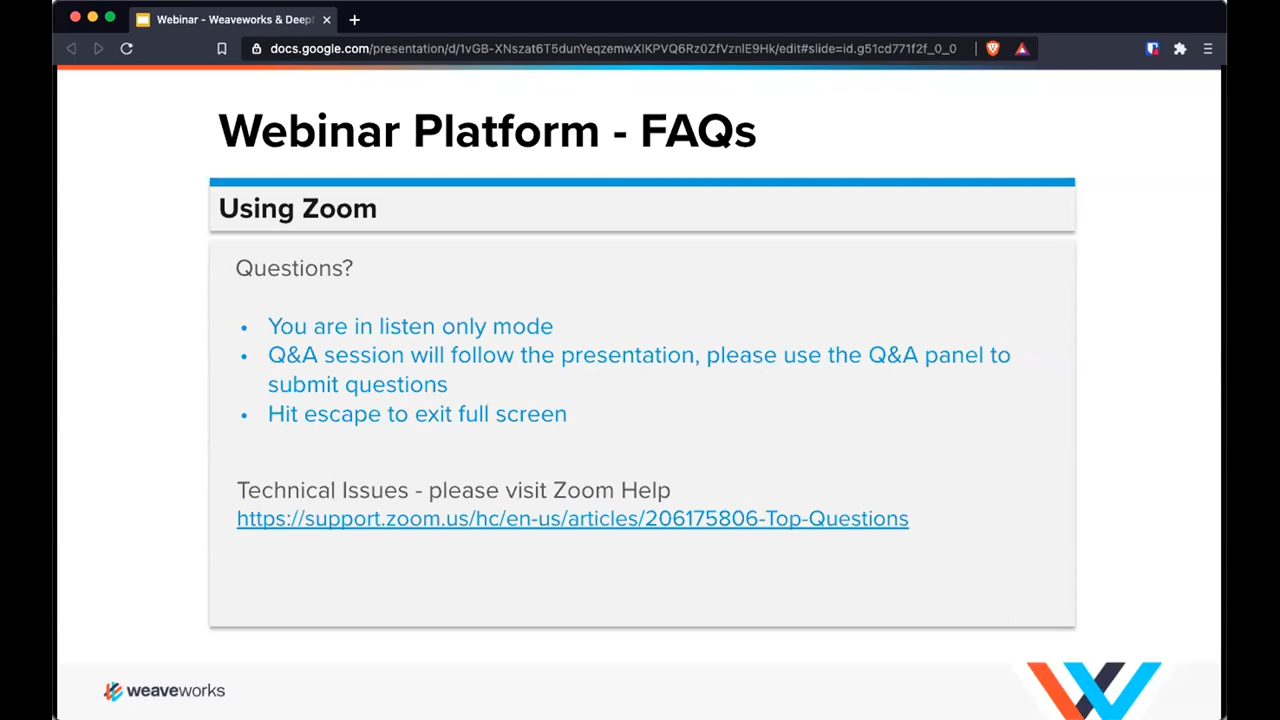 Webinar - Weaveworks & Deepf
docs.google.com/presentation/d/1vGB-XNszat6T5dunYeqzemwXlKPVQ6Rz0ZfVznlE9Hk/edit#slide=id.g51cd771f2f_0_0
Webinar Platform - FAQs
Using Zoom
Questions?
• You are in listen only mode
• Q&A session will follow the presentation, please use the Q&A panel to
submit questions
• Hit escape to exit full screen
Technical Issues - please visit Zoom Help
https://support.zoom.us/hc/en-us/articles/206175806-Top-Questions
weaveworks